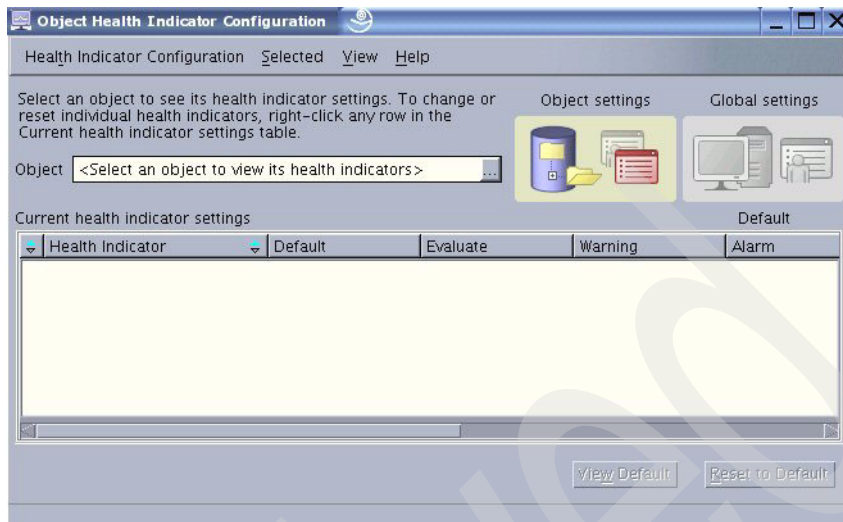 Object Health Indicator Configuration
Health Indicator Configuration Selected View Help
Select an object to see its health indicator settings. To change or
reset individual health indicators, right-click any row in the
Current health indicator settings table.
Object settings
Global settings
Object <Select an object to view its health indicators> ...
Current health indicator settings
Default
Health Indicator Default Evaluate Warning Alarm
View Default Reset to Default